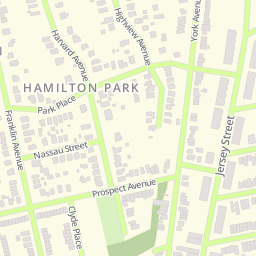 Highview Avenue
York Aven
Harvard Avenue
HAMILTON PARK
Park Place
Franklin Avenue
Jersey Street
Nassau Street
Prospect Avenue
Clyde Place